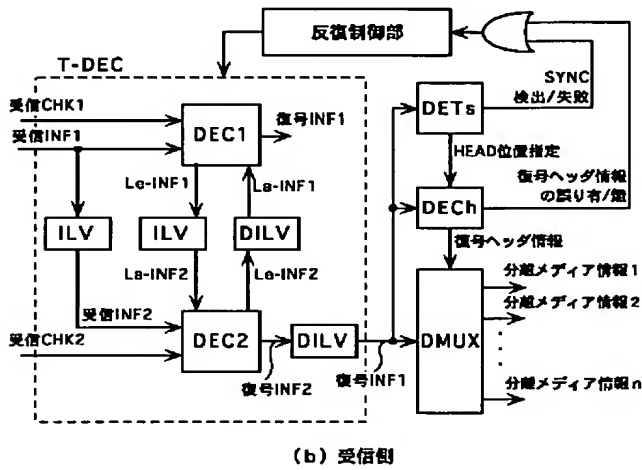 反復制御部
T-DEC
SYNC
検出/失敗
受信CHK1
DETs
復号INF1
DEC1
受信INF1
HEAD位置指定
復号ヘッダ情報
の誤り有/無
Le-INF1
La-INF1
DECh
ILV
ILV
DILV
復号ヘッダ情報
La-INF2
Le-INF2
分離メディア情報1
分離メディア情報2
受信INF2
受信CHK2
DEC2
DILV
DMUX
復号INF2
復号INF1
分離メディア情報n
(b) 受信側